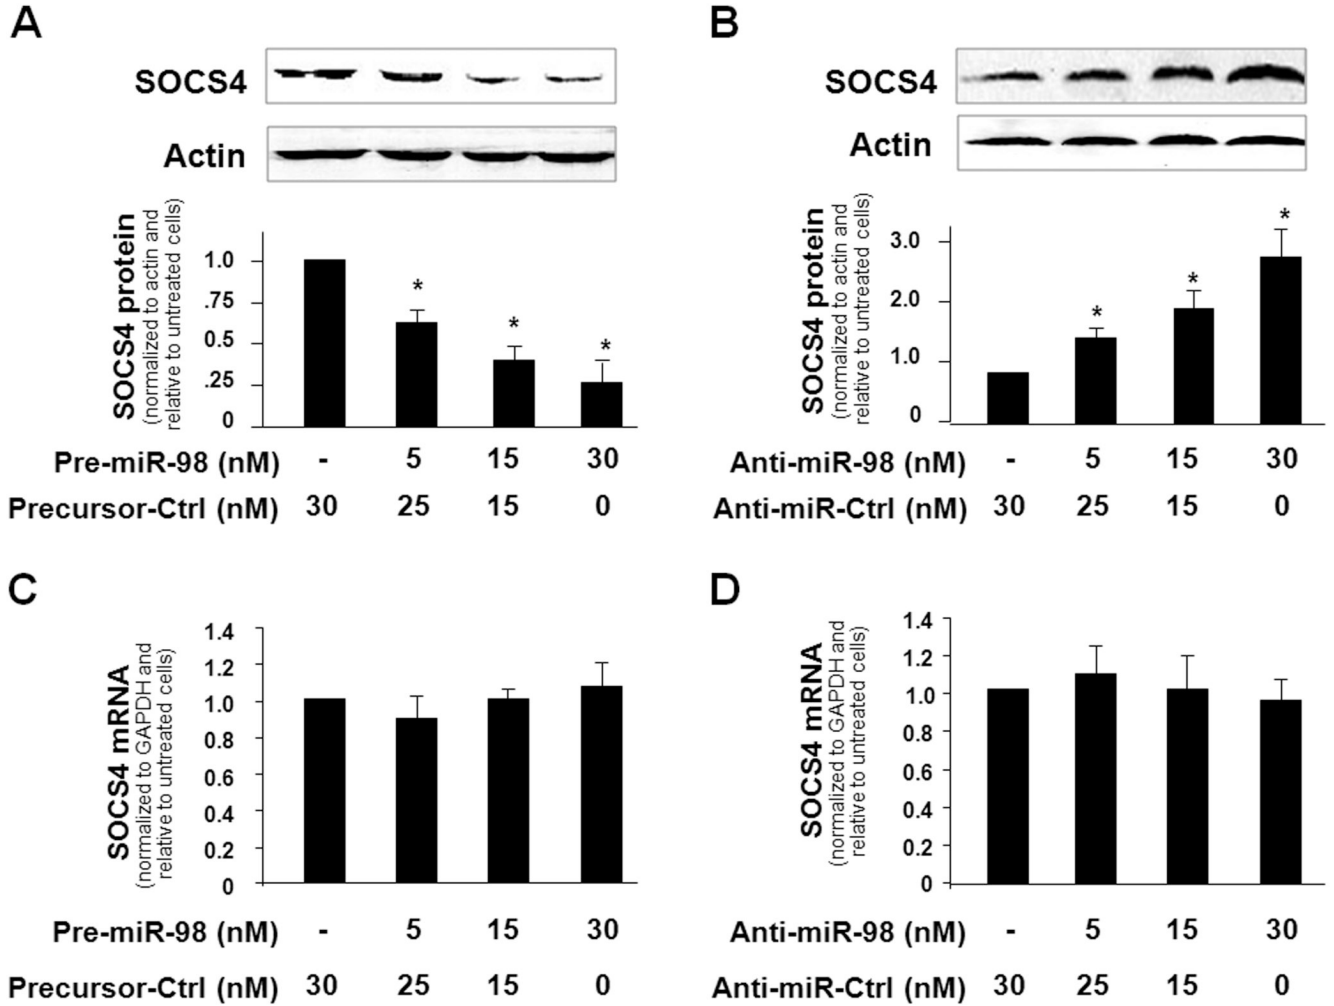 A
SOCS4
Actin
SOCS4 protein
(normalized to actin and
relative to untreated cells)
1.0
.75
0.5
.25
0
*
*
*
Pre-miR-98 (nM) - 5 15 30
Precursor-Ctrl (nM) 30 25 15 0
B
SOCS4
Actin
SOCS4 protein
(normalized to actin and
relative to untreated cells)
3.0
2.0
1.0
0
*
*
*
Anti-miR-98 (nM) - 5 15 30
Anti-miR-Ctrl (nM) 30 25 15 0
C
SOCS4 mRNA
(normalized to GAPDH and
relative to untreated cells)
1.4
1.2
1.0
0.8
0.6
0.4
0.2
0
Pre-miR-98 (nM) - 5 15 30
Precursor-Ctrl (nM) 30 25 15 0
D
SOCS4 mRNA
(normalized to GAPDH and
relative to untreated cells)
1.4
1.2
1.0
0.8
0.6
0.4
0.2
0
Anti-miR-98 (nM) - 5 15 30
Anti-miR-Ctrl (nM) 30 25 15 0